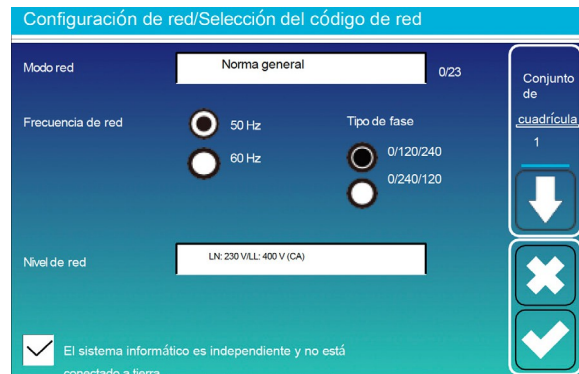 Configuración de red/Selección del código de red
Modo red
Norma general
0/23
Frecuencia de red
50 Hz
60 Hz
Tipo de fase
0/120/240
0/240/120
Nivel de red
LN: 230 V/LL: 400 V (CA)
El sistema informático es independiente y no está
conectado a tierra
Conjunto
de
cuadrícula
1